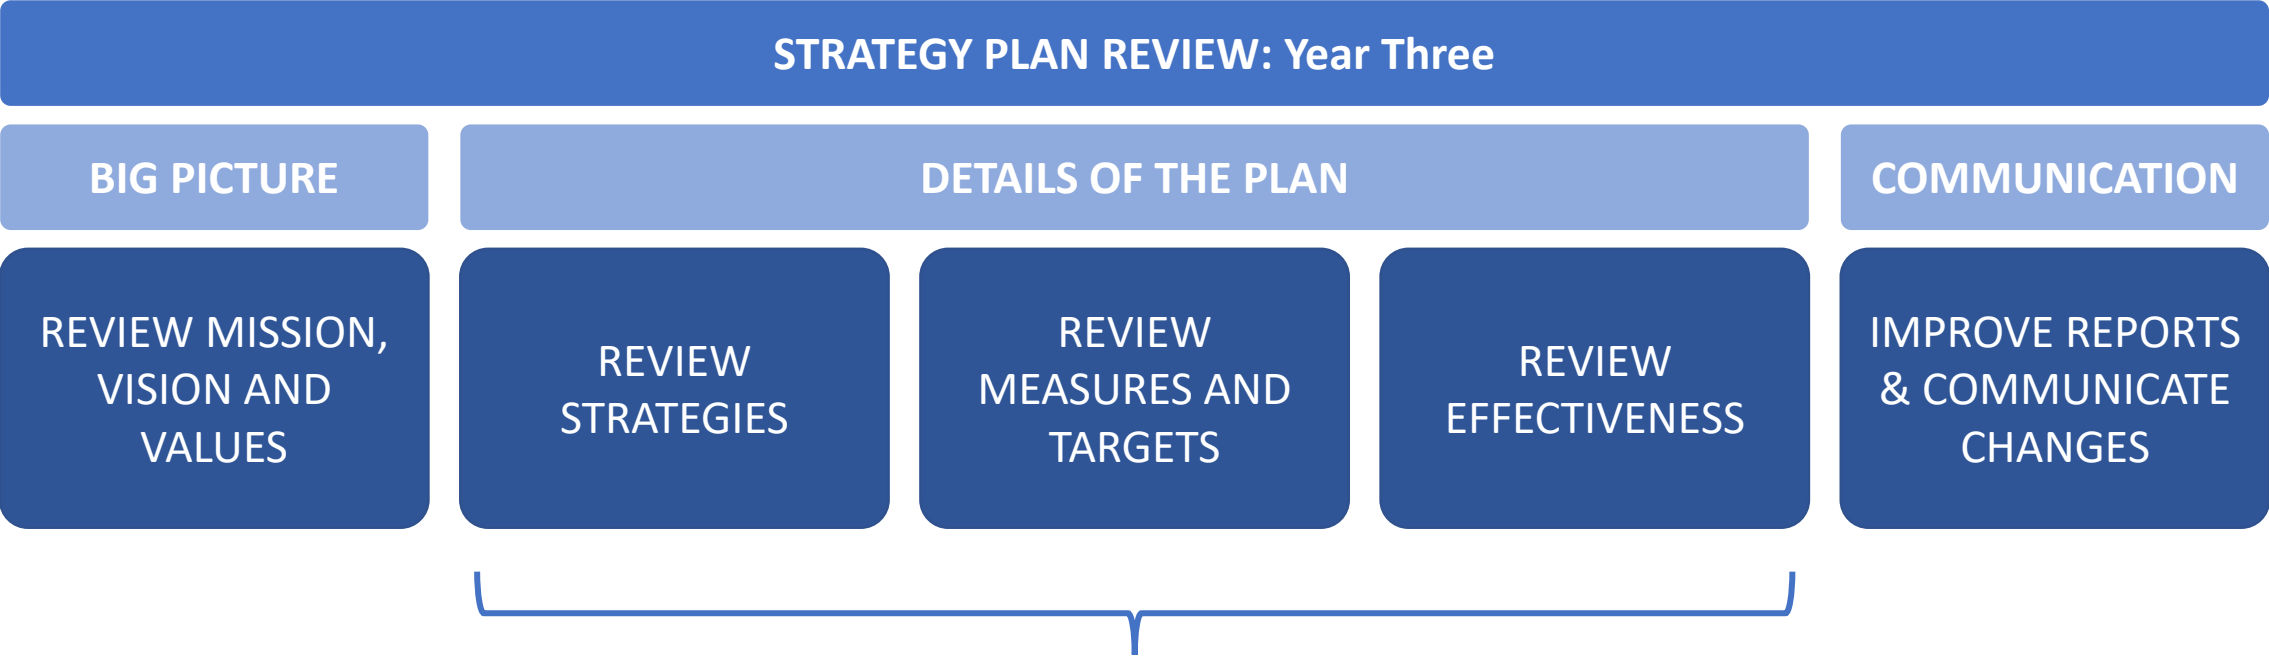 STRATEGY PLAN REVIEW: Year Three
BIG PICTURE
DETAILS OF THE PLAN
COMMUNICATION
REVIEW MISSION,
VISION AND
VALUES
REVIEW
STRATEGIES
REVIEW
MEASURES AND
TARGETS
REVIEW
EFFECTIVENESS
IMPROVE REPORTS
& COMMUNICATE
CHANGES